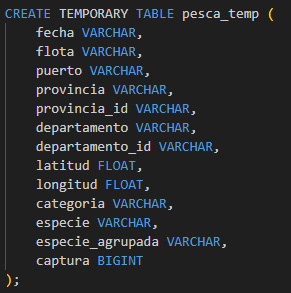 CREATE TEMPORARY TABLE pesca_temp (
fecha VARCHAR,
flota VARCHAR,
puerto VARCHAR,
provincia VARCHAR,
provincia_id VARCHAR,
departamento VARCHAR,
departamento_id VARCHAR,
latitud FLOAT,
longitud FLOAT,
categoria VARCHAR,
especie VARCHAR,
especie_agrupada VARCHAR,
captura BIGINT
);